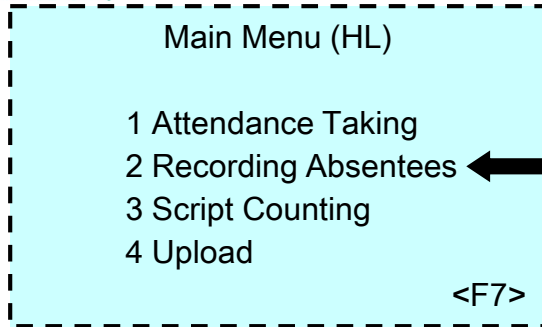 Main Menu (HL)
1 Attendance Taking
2 Recording Absentees
3 Script Counting
4 Upload
<F7>